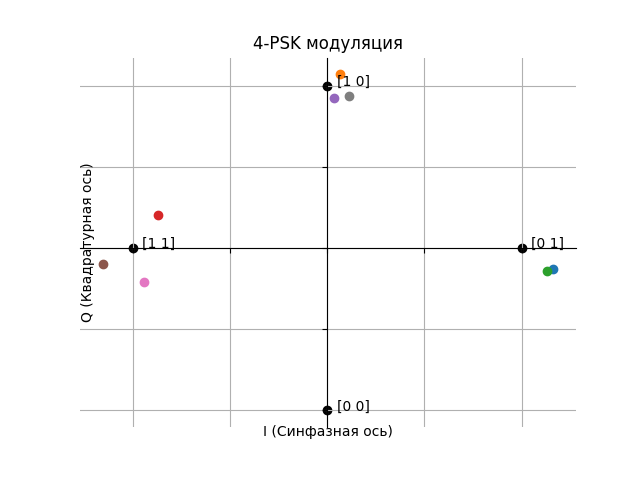 4-PSK модуляция
[1 0]
Q (Квадратурная ось)
[1 1]
[0 1]
[0 0]
I (Синфазная ось)